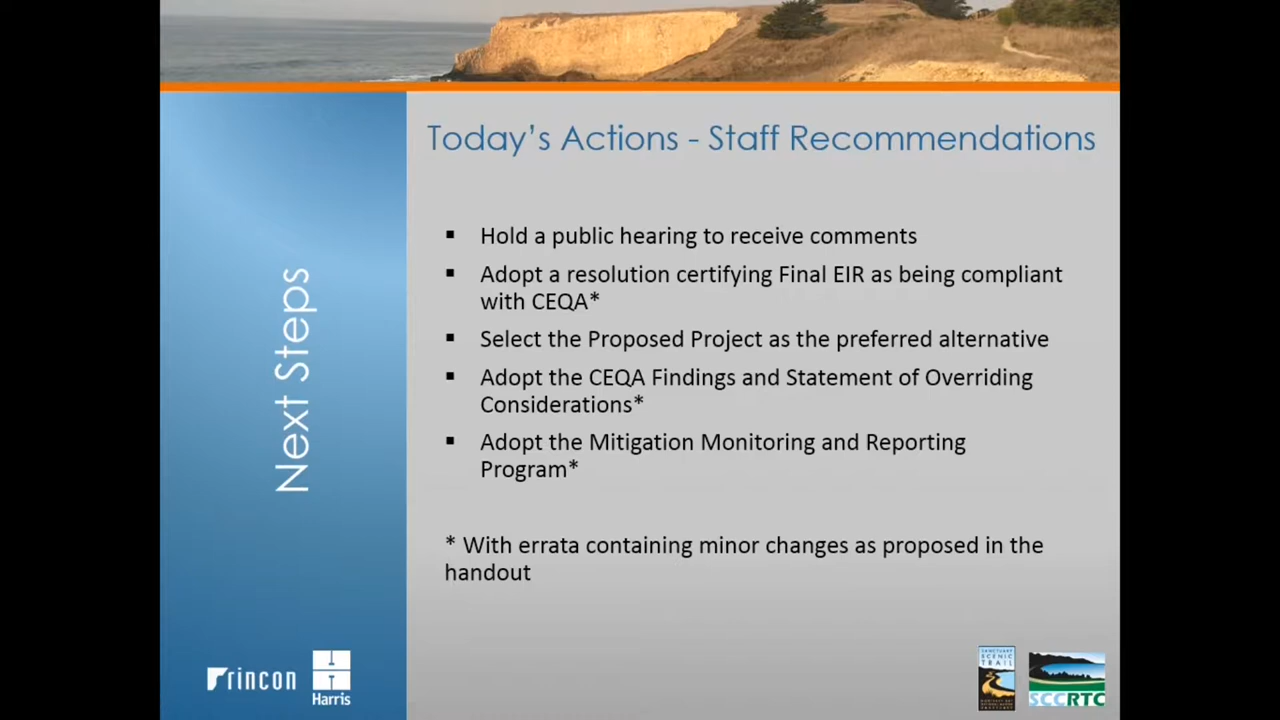 Today's Actions - Staff Recommendations
Next Steps
▪ Hold a public hearing to receive comments
▪ Adopt a resolution certifying Final EIR as being compliant
with CEQA*
▪ Select the Proposed Project as the preferred alternative
▪ Adopt the CEQA Findings and Statement of Overriding
Considerations*
▪ Adopt the Mitigation Monitoring and Reporting
Program*
* With errata containing minor changes as proposed in the
handout
rincon
Harris
SANCTUARY
SCENIC
TRAIL
SCCRTC